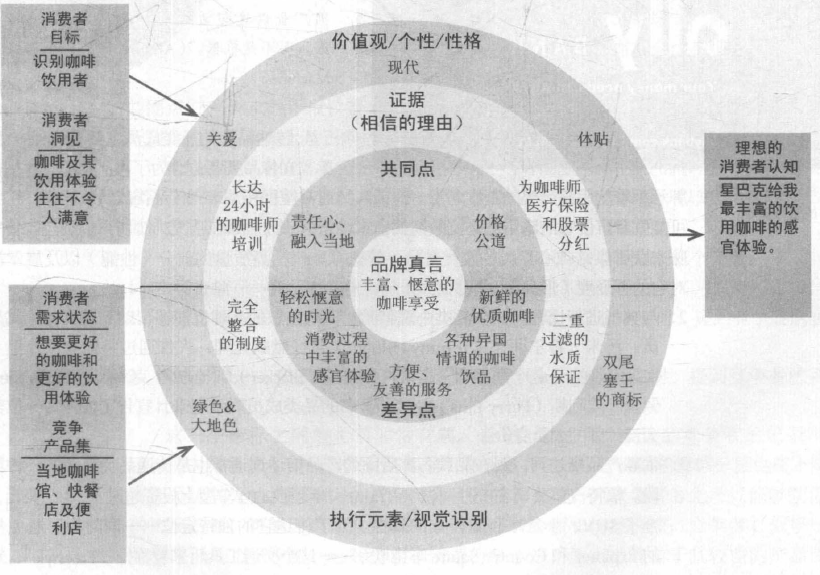 消费者
目标
识别咖啡
饮用者
消费者
洞见
咖啡及其
饮用体验
往往不令
人满意
消费者
需求状态
想要更好
的咖啡和
更好的饮
用体验
竞争
产品集
当地咖啡
馆、快餐
店及便
利店
价值观/个性/性格
现代
关爱
体贴
证据
(相信的理由)
长达
24小时
的咖啡师
培训
为咖啡师
医疗保险
和股票
分红
共同点
责任心、
融入当地
价格
公道
品牌真言
丰富、惬意的
咖啡享受
轻松惬意
的时光
新鲜的
优质咖啡
消费过程
中丰富的
感官体验
各种异国
情调的咖啡
饮品
方便、
友善的服务
差异点
完全
整合
的制度
三重
过滤的
水质
保证
双尾
塞壬
的商标
绿色&
大地色
执行元素/视觉识别
理想的
消费者认知
星巴克给我
最丰富的饮
用咖啡的感
官体验。
ally